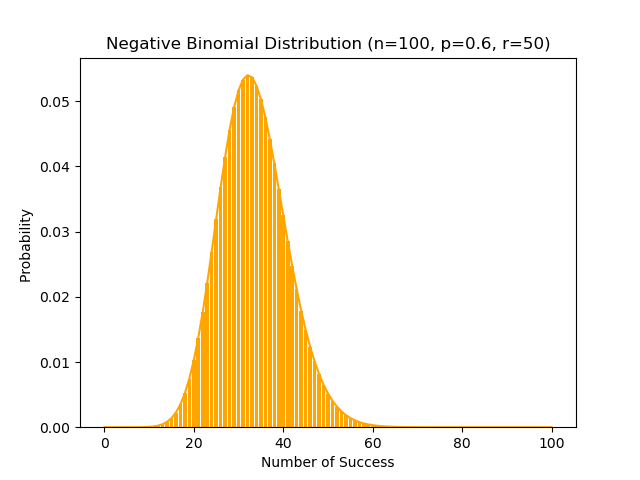 Negative Binomial Distribution (n=100, p=0.6, r=50)
0.05
0.04
0.03
0.02
0.01
0.00
Probability
0 20 40 60 80 100
Number of Success